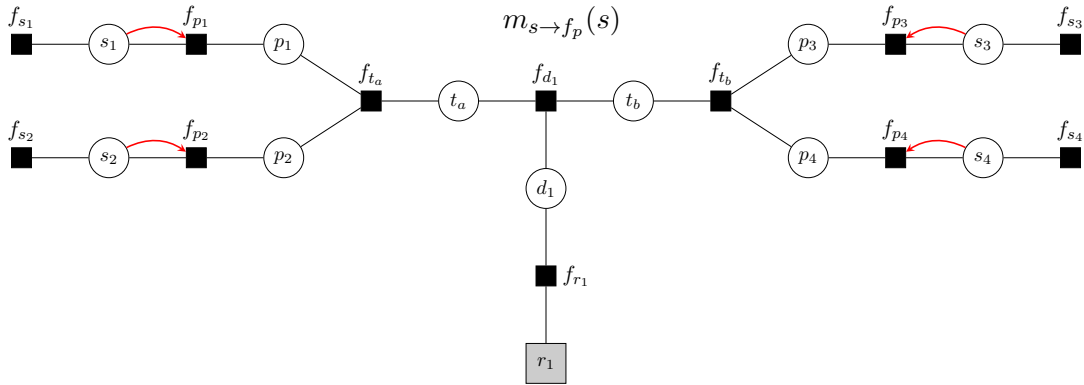 f_{s_1} f_{p_1} m_{s→f_p}(s) f_{p_3} f_{s_3}
s_1 p_1 p_3 s_3
f_{t_a} f_{d_1} f_{t_b}
t_a t_b
f_{s_2} f_{p_2} f_{p_4} f_{s_4}
s_2 p_2 p_4 s_4
d_1
f_{r_1}
r_1